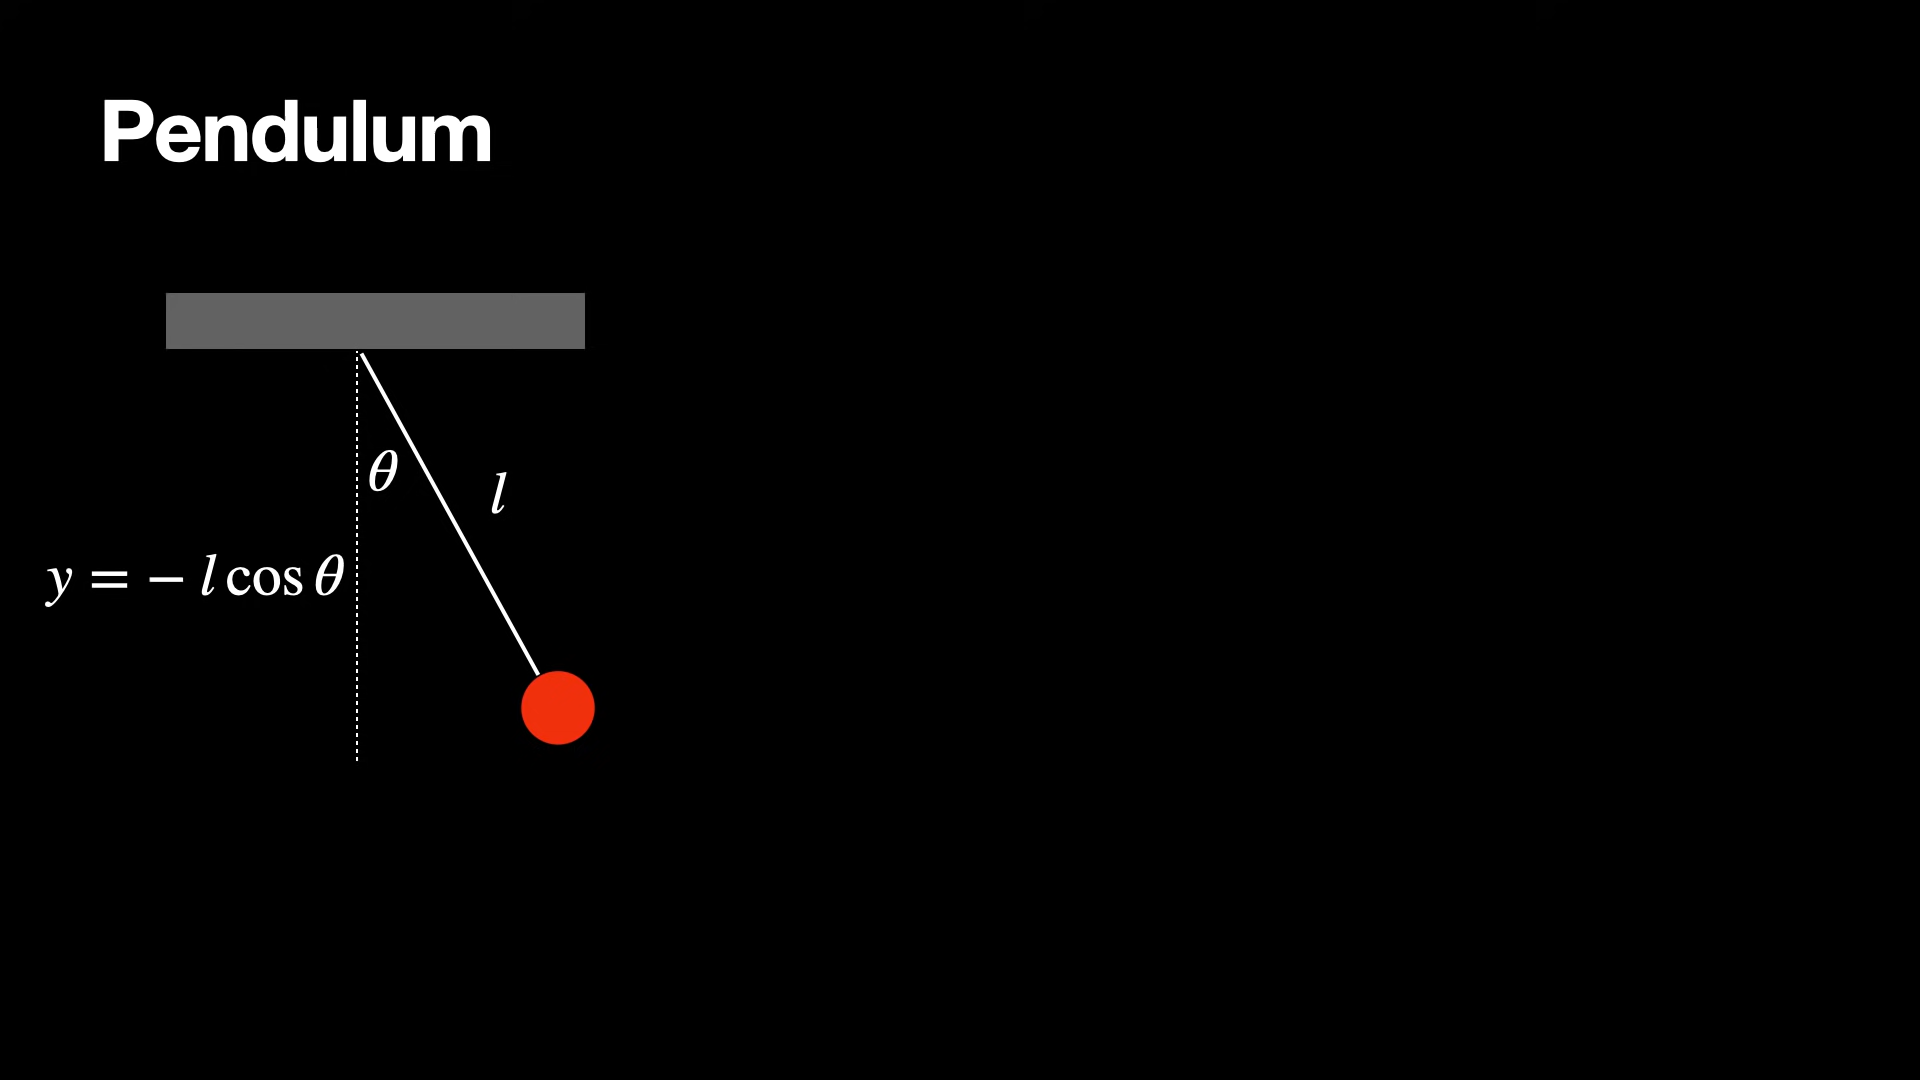 Pendulum
θ
l
y = − l cos θ